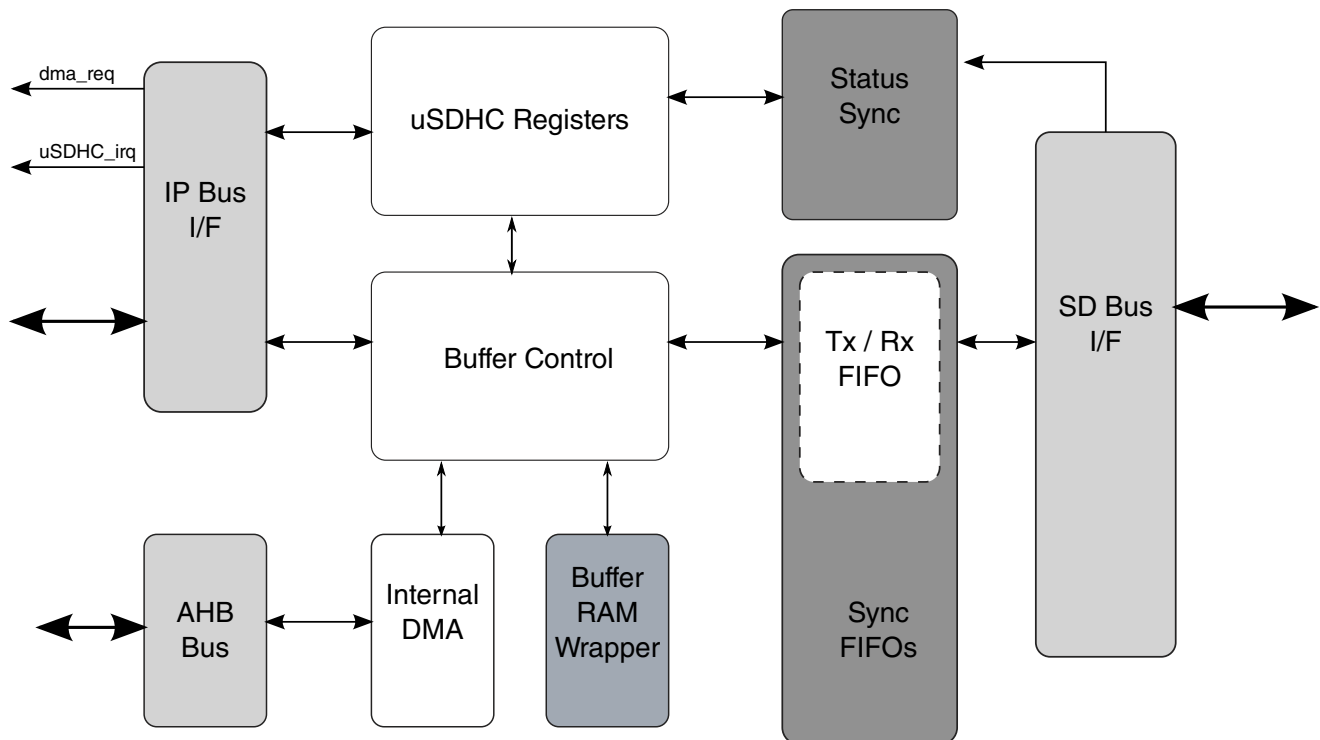 dma_req
uSDHC_irq
IP Bus
I/F
uSDHC Registers
Status
Sync
Buffer Control
Tx / Rx
FIFO
SD Bus
I/F
AHB
Bus
Internal
DMA
Buffer
RAM
Wrapper
Sync
FIFOs